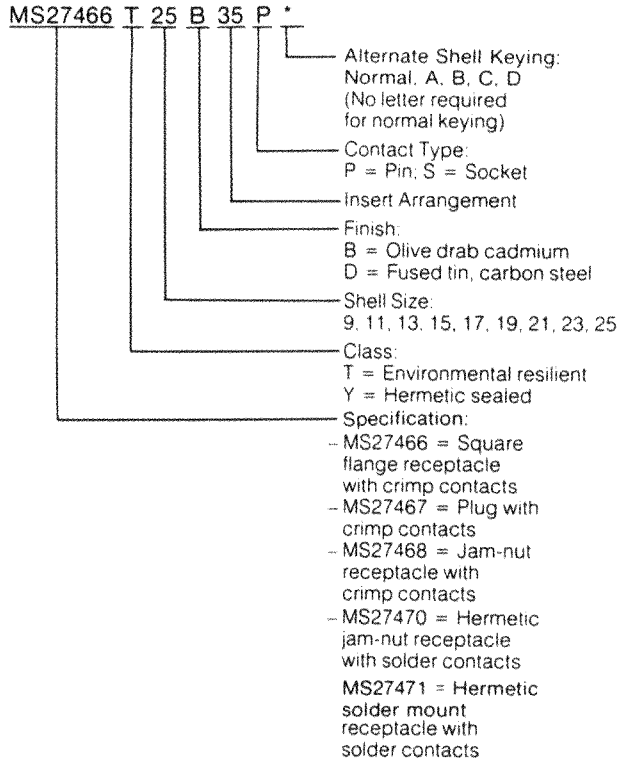 MS27466 T 25 B 35 P *
Alternate Shell Keying:
Normal, A, B, C, D
(No letter required
for normal keying)
Contact Type:
P = Pin; S = Socket
Insert Arrangement
Finish:
B = Olive drab cadmium
D = Fused tin, carbon steel
Shell Size:
9, 11, 13, 15, 17, 19, 21, 23, 25
Class:
T = Environmental resilient
Y = Hermetic sealed
Specification:
– MS27466 = Square
flange receptacle
with crimp contacts
– MS27467 = Plug with
crimp contacts
– MS27468 = Jam-nut
receptacle with
crimp contacts
– MS27470 = Hermetic
jam-nut receptacle
with solder contacts
MS27471 = Hermetic
solder mount
receptacle with
solder contacts